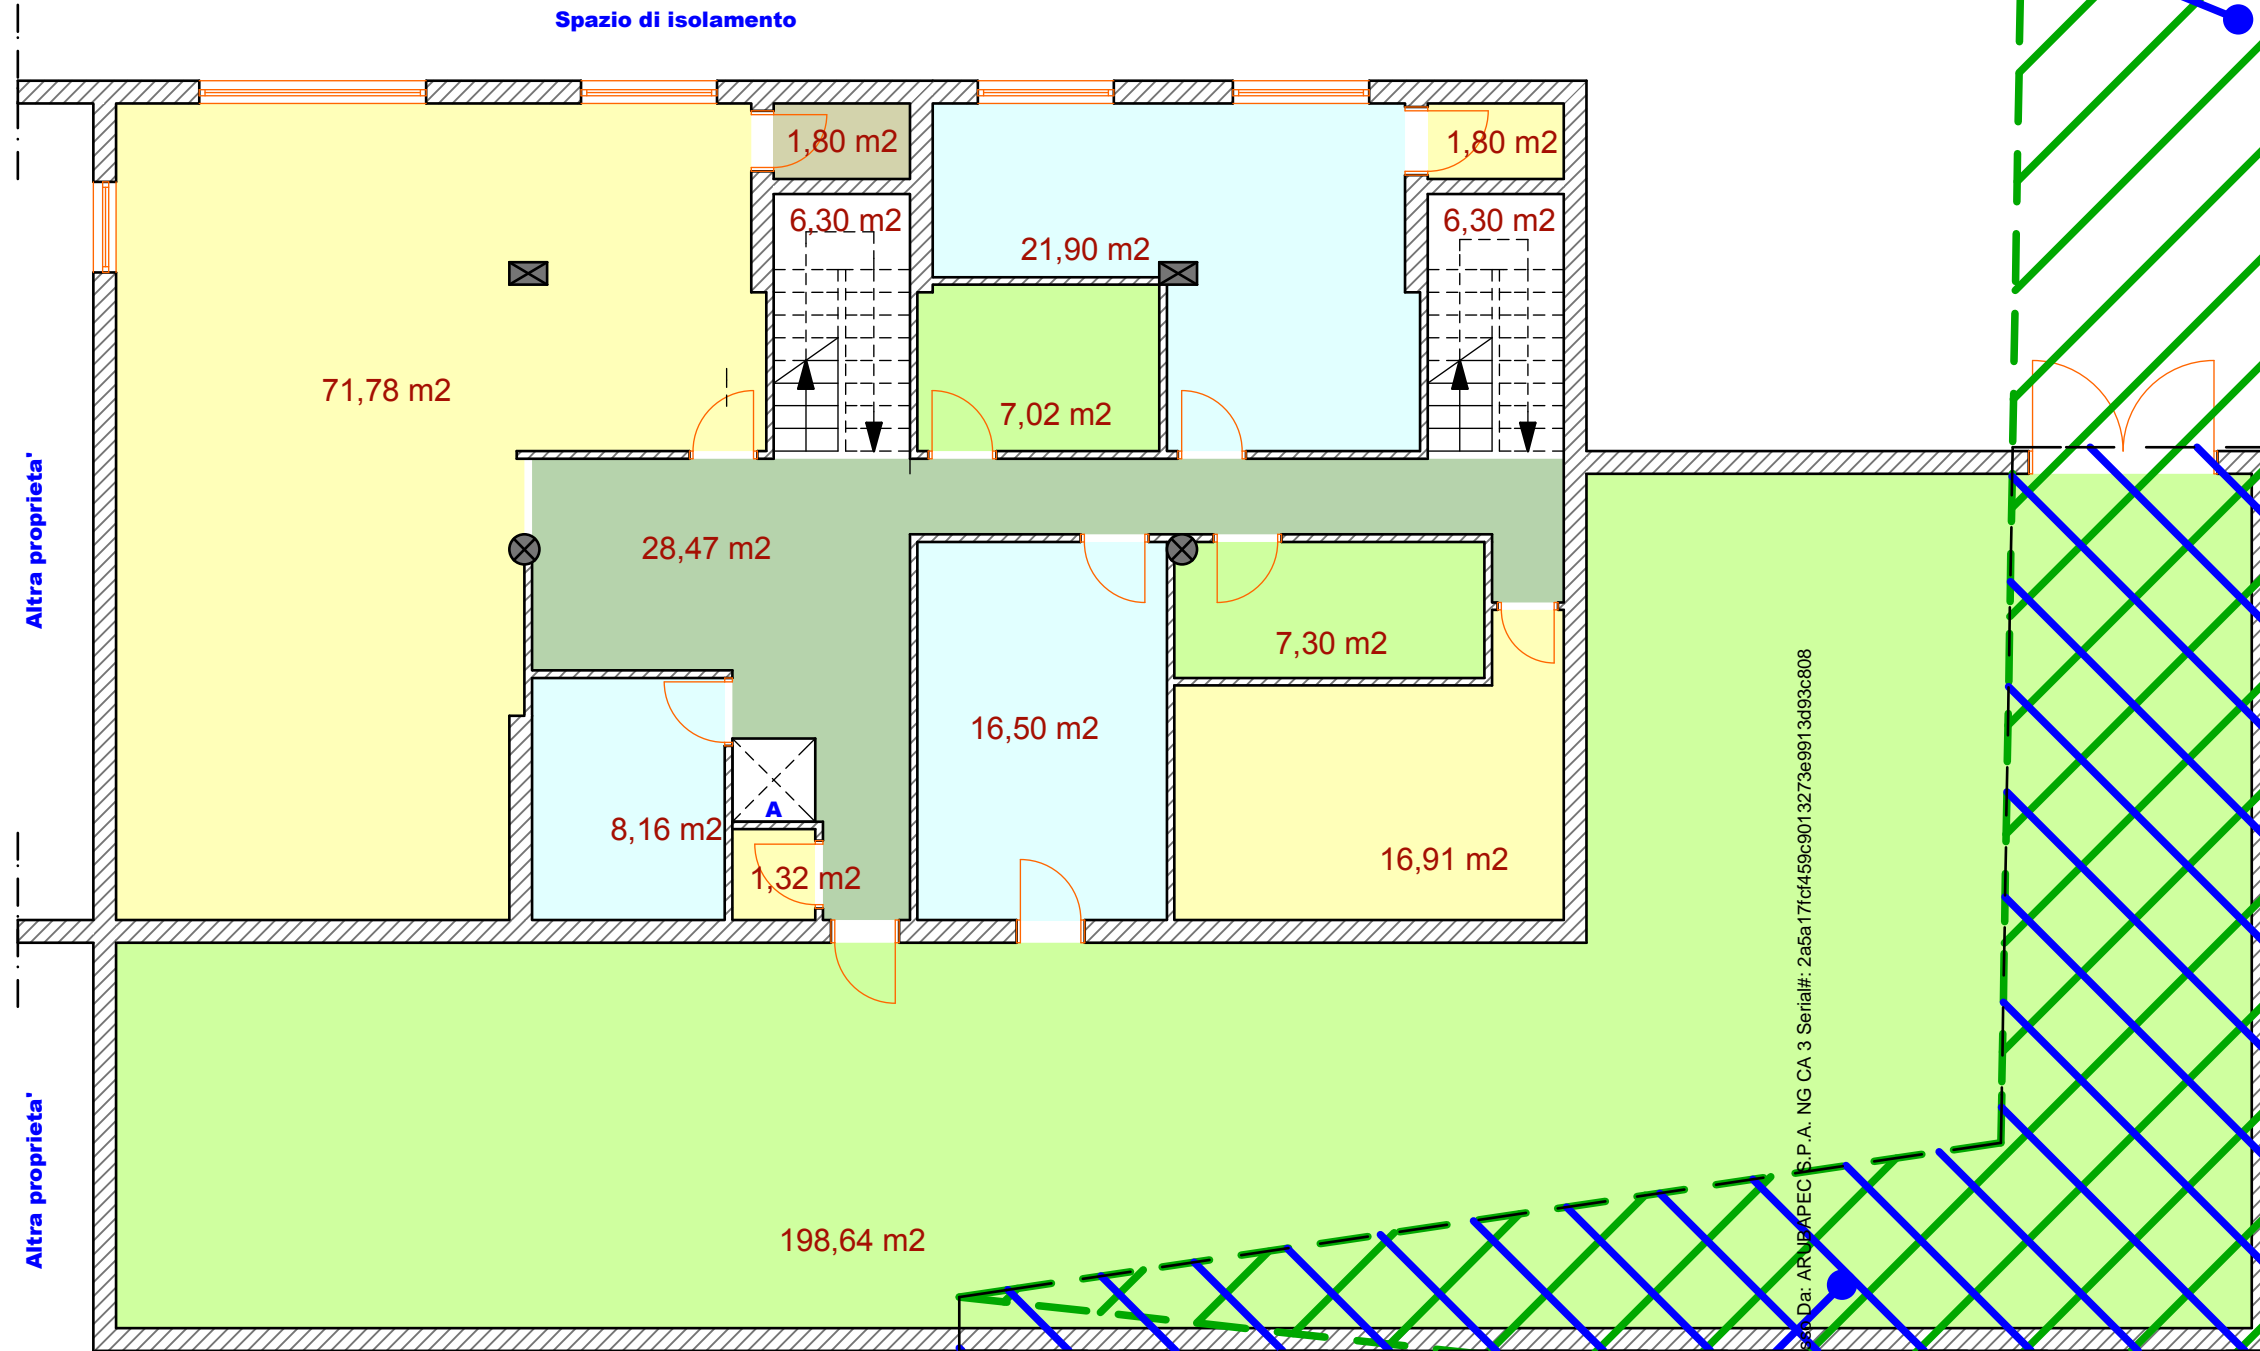 Spazio di isolamento
1,80 m2
1,80 m2
6,30 m2
6,30 m2
21,90 m2
71,78 m2
7,02 m2
Altra proprieta'
28,47 m2
7,30 m2
16,50 m2
A
8,16 m2
16,91 m2
1,32 m2
Altra proprieta'
198,64 m2
Da: ARUBAPEC S.P.A. NG CA 3 Serial#: 2a5a17fcf459c9013273e9913d93c808